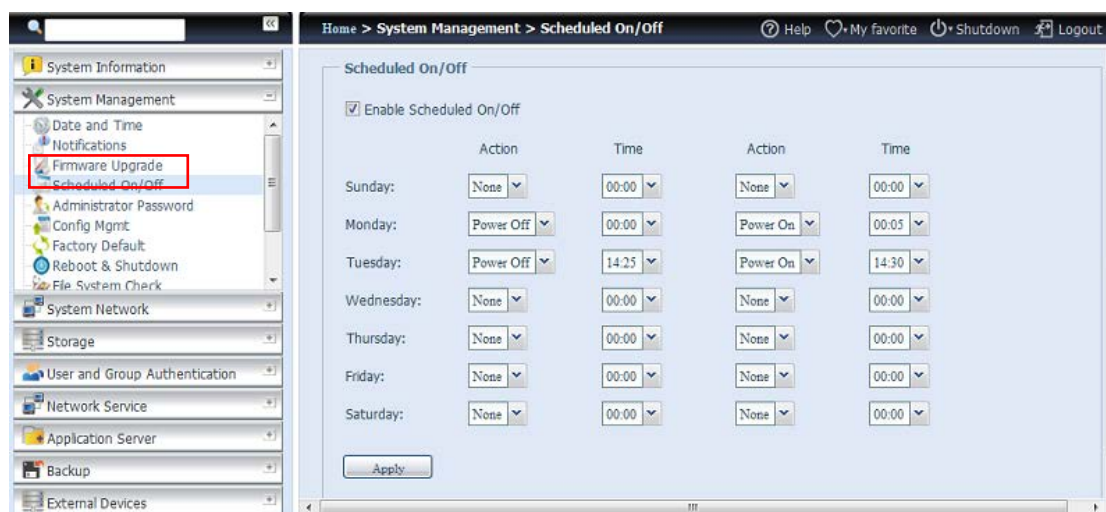 Home > System Management > Scheduled On/Off
Help My favorite Shutdown Logout
System Information
System Management
Date and Time
Notifications
Firmware Upgrade
Scheduled On/Off
Administrator Password
Config Mgmt
Factory Default
Reboot & Shutdown
File System Check
System Network
Storage
User and Group Authentication
Network Service
Application Server
Backup
External Devices
Scheduled On/Off
Enable Scheduled On/Off
Action Time Action Time
Sunday: None 00:00 None 00:00
Monday: Power Off 00:00 Power On 00:05
Tuesday: Power Off 14:25 Power On 14:30
Wednesday: None 00:00 None 00:00
Thursday: None 00:00 None 00:00
Friday: None 00:00 None 00:00
Saturday: None 00:00 None 00:00
Apply